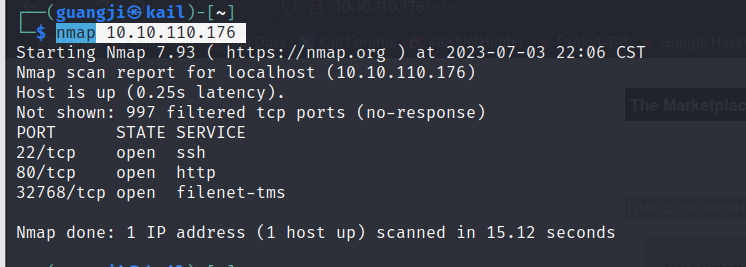 ┌──(guangji㉿kail)-[~]
└─$ nmap 10.10.110.176
Starting Nmap 7.93 ( https://nmap.org ) at 2023-07-03 22:06 CST
Nmap scan report for localhost (10.10.110.176)
Host is up (0.25s latency).
Not shown: 997 filtered tcp ports (no-response)
PORT      STATE SERVICE
22/tcp    open  ssh
80/tcp    open  http
32768/tcp open  filenet-tms
Nmap done: 1 IP address (1 host up) scanned in 15.12 seconds
10.10.110.176
The Marketplac